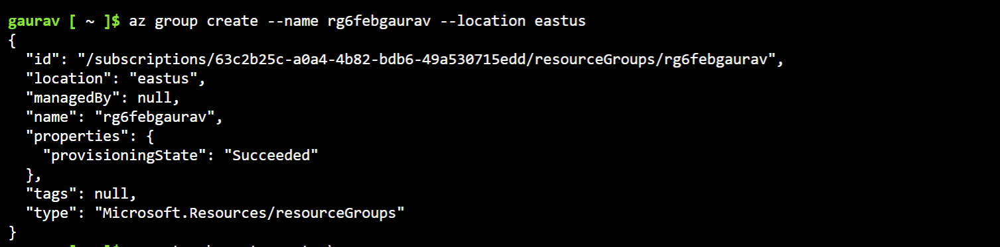 gaurav [ ~ ]$ az group create --name rg6febgaurav --location eastus
{
  "id": "/subscriptions/63c2b25c-a0a4-4b82-bdb6-49a530715edd/resourceGroups/rg6febgaurav",
  "location": "eastus",
  "managedBy": null,
  "name": "rg6febgaurav",
  "properties": {
    "provisioningState": "Succeeded"
  },
  "tags": null,
  "type": "Microsoft.Resources/resourceGroups"
}